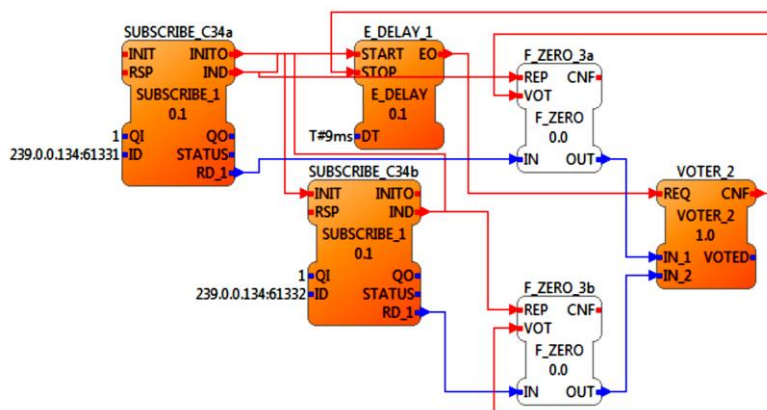 SUBSCRIBE_C34a
INIT INITO
RSP IND
SUBSCRIBE_1
0.1
1 QI QO
239.0.0.134:61331 ID STATUS
RD_1
E_DELAY_1
START EO
STOP
E_DELAY
0.1
T#9ms DT
F_ZERO_3a
REP CNF
VOT
F_ZERO
0.0
IN OUT
SUBSCRIBE_C34b
INIT INITO
RSP IND
SUBSCRIBE_1
0.1
1 QI QO
239.0.0.134:61332 ID STATUS
RD_1
VOTER_2
REQ CNF
VOTER_2
1.0
IN_1 VOTED
IN_2
F_ZERO_3b
REP CNF
VOT
F_ZERO
0.0
IN OUT